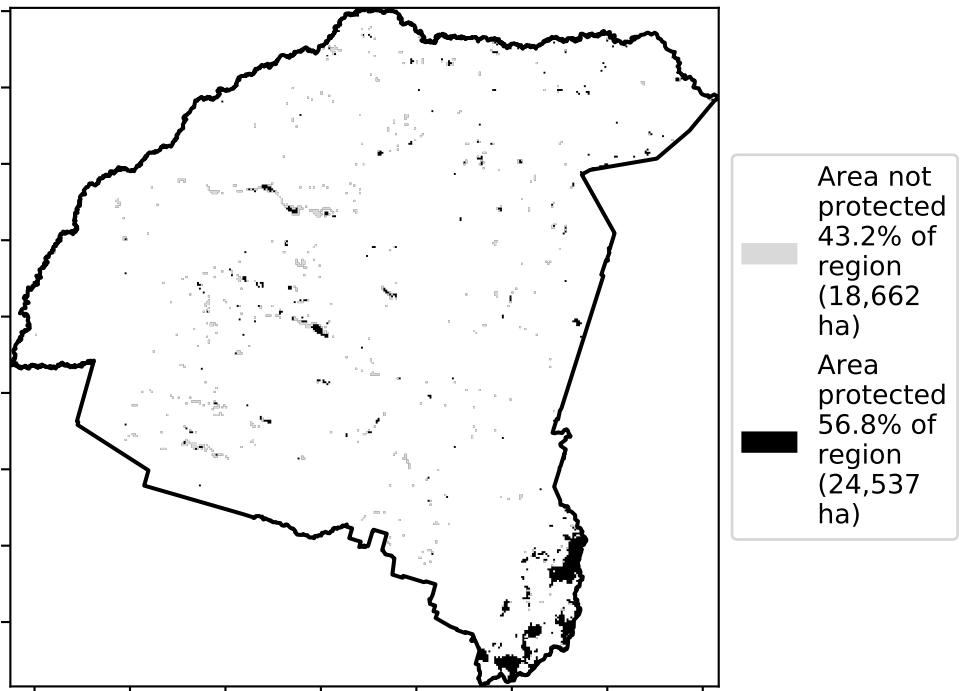 Area not
protected
43.2% of
region
(18,662
ha)
Area
protected
56.8% of
region
(24,537
ha)